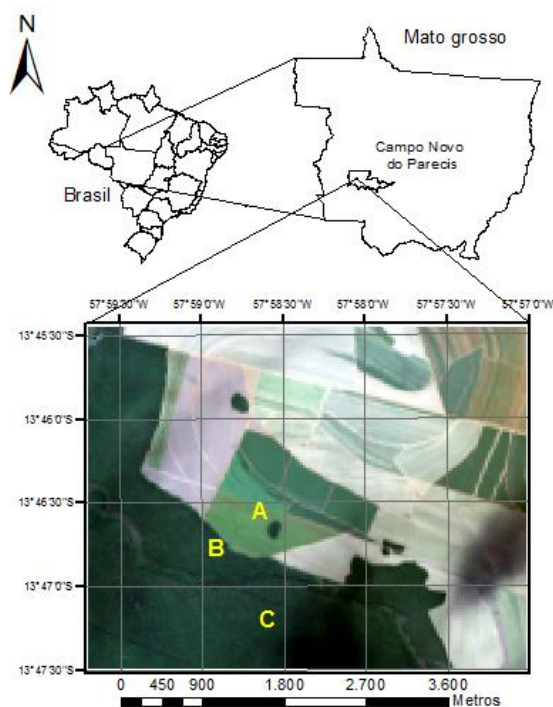 N
Mato grosso
Campo Novo
do Parecis
Brasil
57°59'30"W 57°59'0"W 57°58'30"W 57°58'0"W 57°57'30"W 57°57'0"W
13°45'30"S
13°46'0"S
13°46'30"S
13°47'0"S
13°47'30"S
A
B
C
0 450 900 1.800 2.700 3.600
Metros